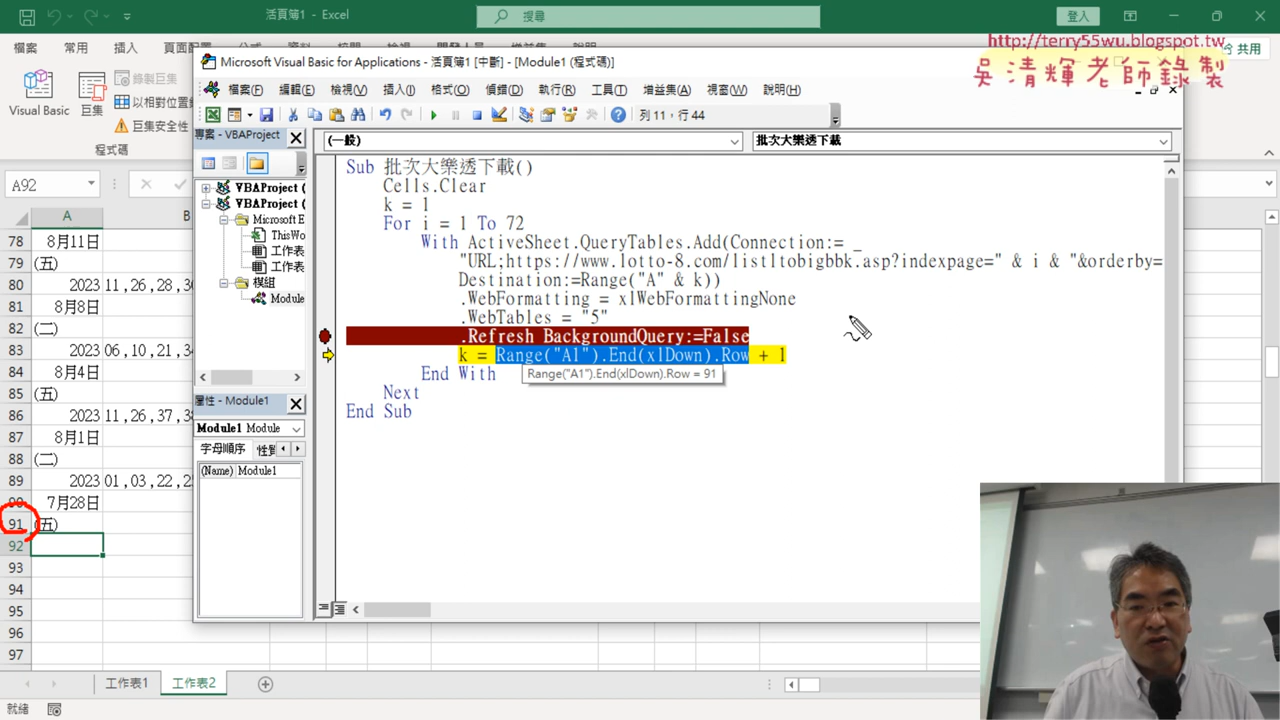 活頁簿1 - Excel
搜尋
登入
檔案 常用 插入 頁面配置
共用
http://terry55wu.blogspot.tw
吳清輝老師錄製
Visual Basic
巨集
錄製巨集
以相對位置
巨集安全性
程式碼
A92
Microsoft Visual Basic for Applications - 活頁簿1 [中斷] - [Module1 (程式碼)]
檔案(F) 編輯(E) 檢視(V) 插入(I) 格式(O) 偵錯(D) 執行(R) 工具(T) 增益集(A) 視窗(W) 說明(H)
列 11，行 44
專案 - VBAProject
VBAProject (
VBAProject (
Microsoft E
ThisWo
工作表
工作表
模組
Module
屬性 - Module1
Module1 Module
字母順序
(Name) Module1
(一般)
批次大樂透下載
Sub 批次大樂透下載()
Cells.Clear
k = 1
For i = 1 To 72
With ActiveSheet.QueryTables.Add(Connection:= _
"URL;https://www.lotto-8.com/listltobigbbk.asp?indexpage=" & i & "&orderby=
Destination:=Range("A" & k))
.WebFormatting = xlWebFormattingNone
.WebTables = "5"
.Refresh BackgroundQuery:=False
k = Range("A1").End(xlDown).Row + 1
Range("A1").End(xlDown).Row = 91
End With
Next
End Sub
A B
78 8月11日
79 (五)
80 2023 11,26,28,3
81 8月8日
82 (二)
83 2023 06,10,21,34
84 8月4日
85 (五)
86 2023 11,26,37,38
87 8月1日
88 (二)
89 2023 01,03,22,2
90 7月28日
91 (五)
92
93
94
95
96
97
工作表1 工作表2
就緒